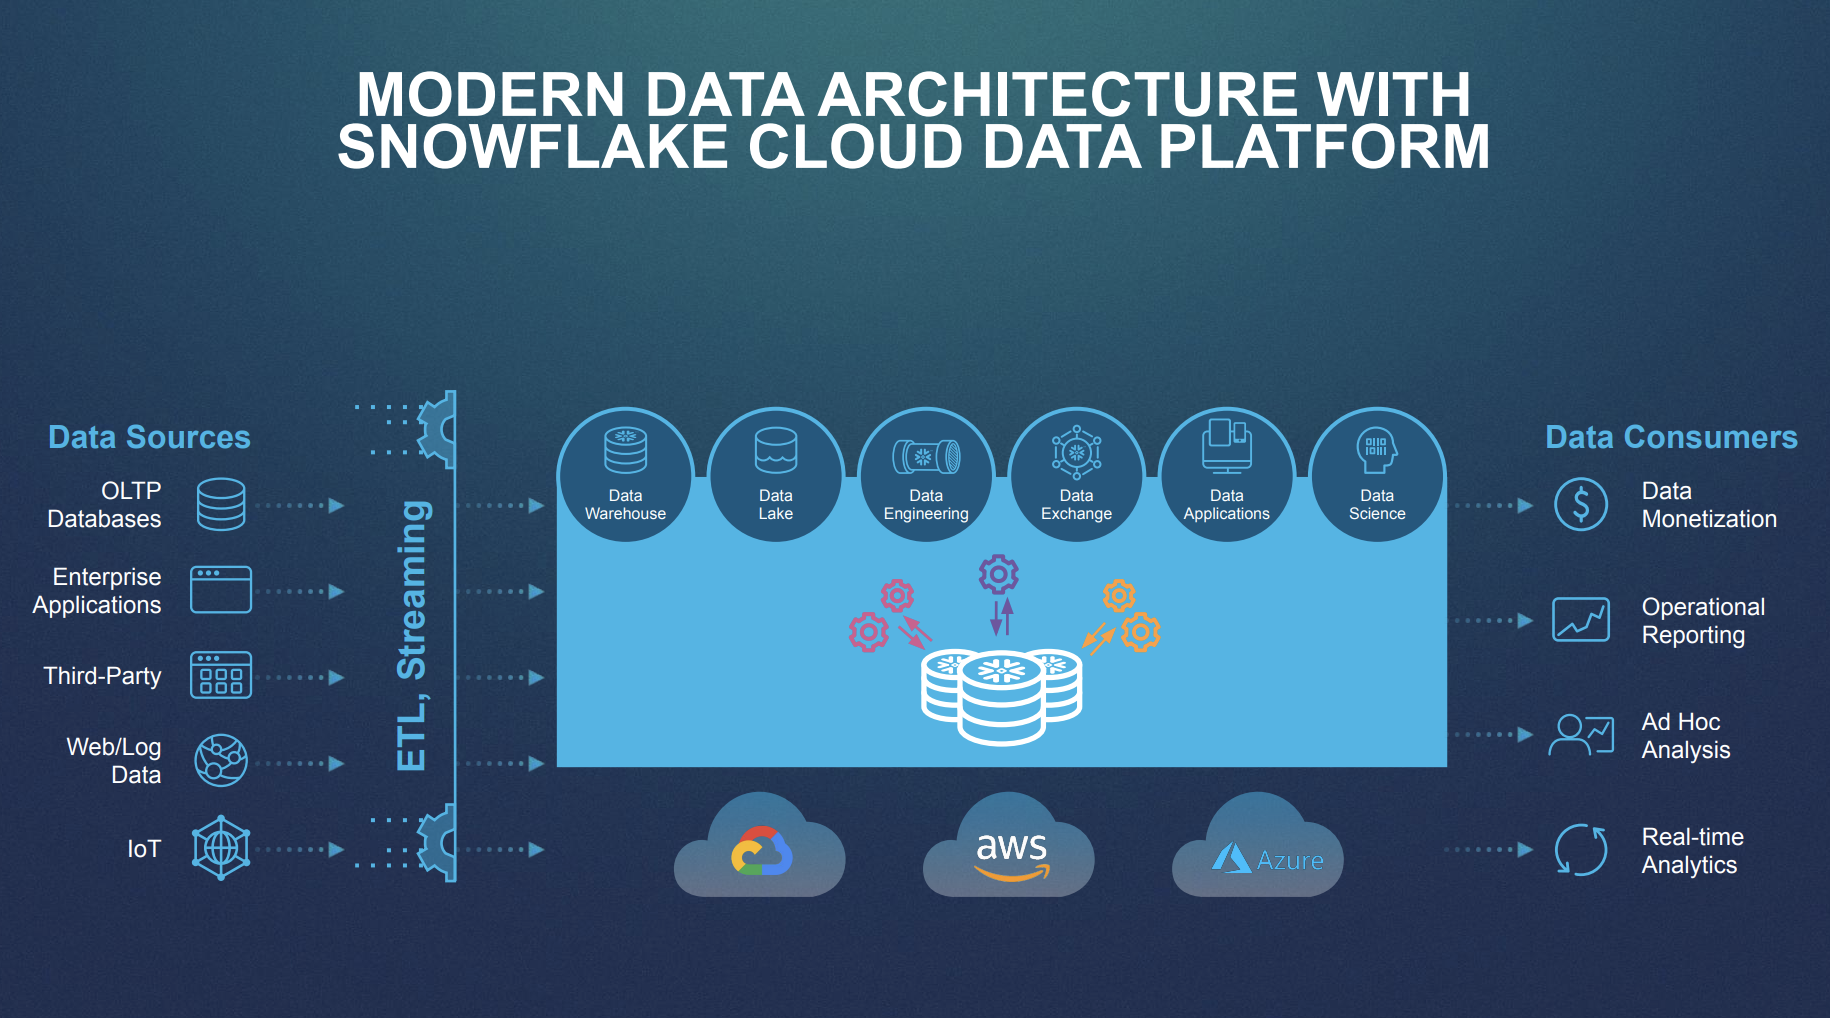 MODERN DATA ARCHITECTURE WITH
SNOWFLAKE CLOUD DATA PLATFORM
Data Sources
OLTP
Databases
Enterprise
Applications
Third-Party
Web/Log
Data
IoT
ETL, Streaming
Data
Warehouse
Data
Lake
Data
Engineering
Data
Exchange
Data
Applications
Data
Science
aws
Azure
Data Consumers
Data
Monetization
Operational
Reporting
Ad Hoc
Analysis
Real-time
Analytics